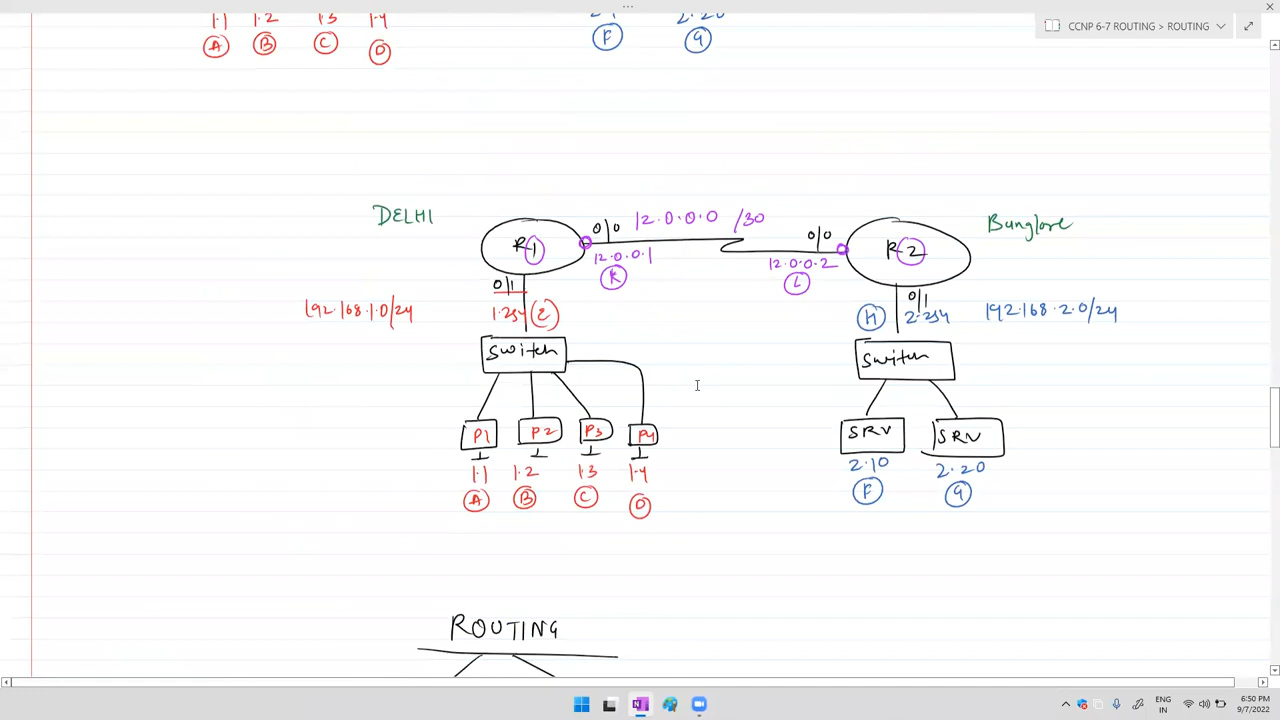 CCNP 6-7 ROUTING > ROUTING
1.1 1.2 1.3 1.4
2.20
A B C D
F G
DELHI
Banglore
12.0.0.0 /30
0/0
0/0
R1
R2
12.0.0.1
12.0.0.2
K
L
0/1
0/1
192.168.1.0/24
1.254 E
H 2.254
192.168.2.0/24
Switch
Switch
P1 P2 P3 P4
SRV SRV
1.1 1.2 1.3 1.4
2.10 2.20
A B C D
F G
ROUTING
ENG
IN
6:50 PM
9/7/2022